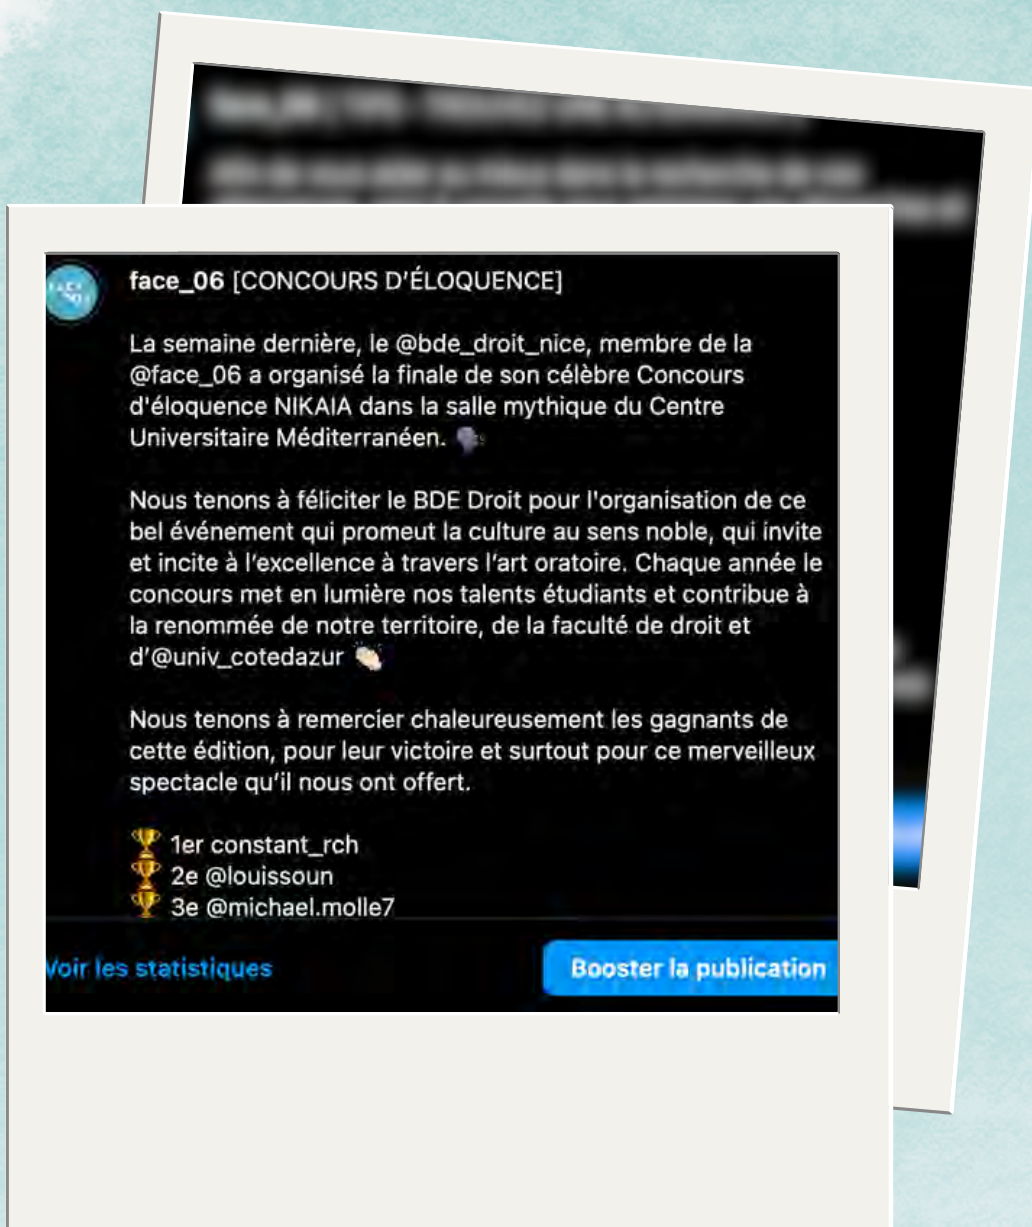 face_06 [CONCOURS D'ÉLOQUENCE]
La semaine dernière, le @bde_droit_nice, membre de la
@face_06 a organisé la finale de son célèbre Concours
d'éloquence NIKAIA dans la salle mythique du Centre
Universitaire Méditerranéen. 🗣
Nous tenons à féliciter le BDE Droit pour l'organisation de ce
bel événement qui promeut la culture au sens noble, qui invite
et incite à l'excellence à travers l'art oratoire. Chaque année le
concours met en lumière nos talents étudiants et contribue à
la renommée de notre territoire, de la faculté de droit et
d'@univ_cotedazur 👏🏻
Nous tenons à remercier chaleureusement les gagnants de
cette édition, pour leur victoire et surtout pour ce merveilleux
spectacle qu'il nous ont offert.
🏆 1er constant_rch
🏆 2e @louissoun
🏆 3e @michael.molle7
Voir les statistiques
Booster la publication